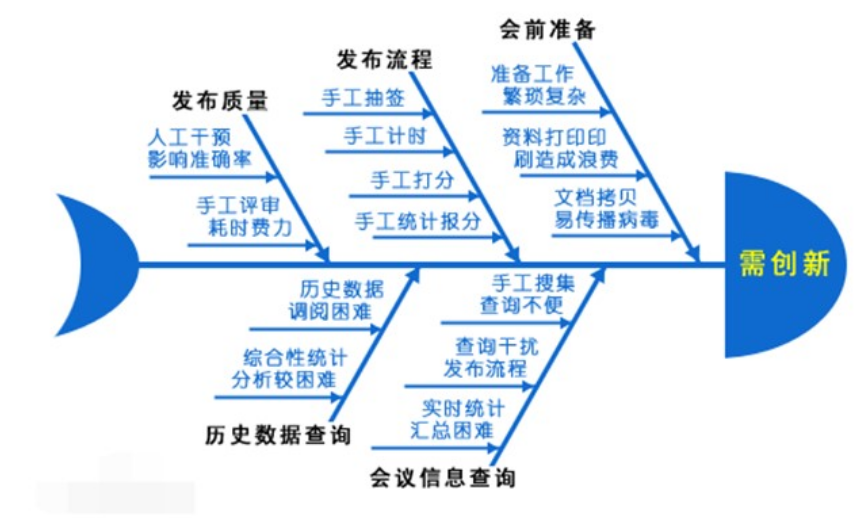 会前准备
准备工作
繁琐复杂
资料打印印
刷造成浪费
文档拷贝
易传播病毒
发布流程
手工抽签
手工计时
手工打分
手工统计报分
发布质量
人工干预
影响准确率
手工评审
耗时费力
需创新
历史数据
调阅困难
综合性统计
分析较困难
历史数据查询
手工搜集
查询不便
查询干扰
发布流程
实时统计
汇总困难
会议信息查询